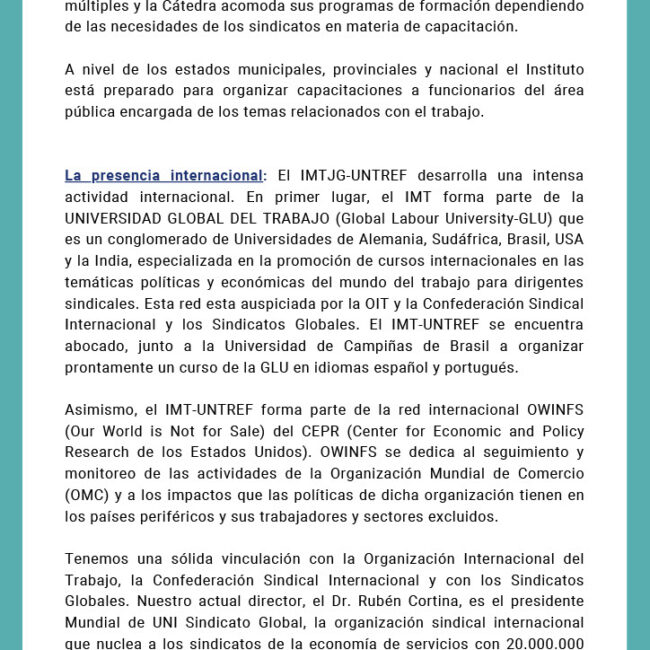 múltiples y la Cátedra acomoda sus programas de formación dependiendo
de las necesidades de los sindicatos en materia de capacitación.
A nivel de los estados municipales, provinciales y nacional el Instituto
está preparado para organizar capacitaciones a funcionarios del área
pública encargada de los temas relacionados con el trabajo.
La presencia internacional: El IMTJG-UNTREF desarrolla una intensa
actividad internacional. En primer lugar, el IMT forma parte de la
UNIVERSIDAD GLOBAL DEL TRABAJO (Global Labour University-GLU) que
es un conglomerado de Universidades de Alemania, Sudáfrica, Brasil, USA
y la India, especializada en la promoción de cursos internacionales en las
temáticas políticas y económicas del mundo del trabajo para dirigentes
sindicales. Esta red esta auspiciada por la OIT y la Confederación Sindical
Internacional y los Sindicatos Globales. El IMT-UNTREF se encuentra
abocado, junto a la Universidad de Campiñas de Brasil a organizar
prontamente un curso de la GLU en idiomas español y portugués.
Asimismo, el IMT-UNTREF forma parte de la red internacional OWINFS
(Our World is Not for Sale) del CEPR (Center for Economic and Policy
Research de los Estados Unidos). OWINFS se dedica al seguimiento y
monitoreo de las actividades de la Organización Mundial de Comercio
(OMC) y a los impactos que las políticas de dicha organización tienen en
los países periféricos y sus trabajadores y sectores excluidos.
Tenemos una sólida vinculación con la Organización Internacional del
Trabajo, la Confederación Sindical Internacional y con los Sindicatos
Globales. Nuestro actual director, el Dr. Rubén Cortina, es el presidente
Mundial de UNI Sindicato Global, la organización sindical internacional
que nuclea a los sindicatos de la economía de servicios con 20.000.000